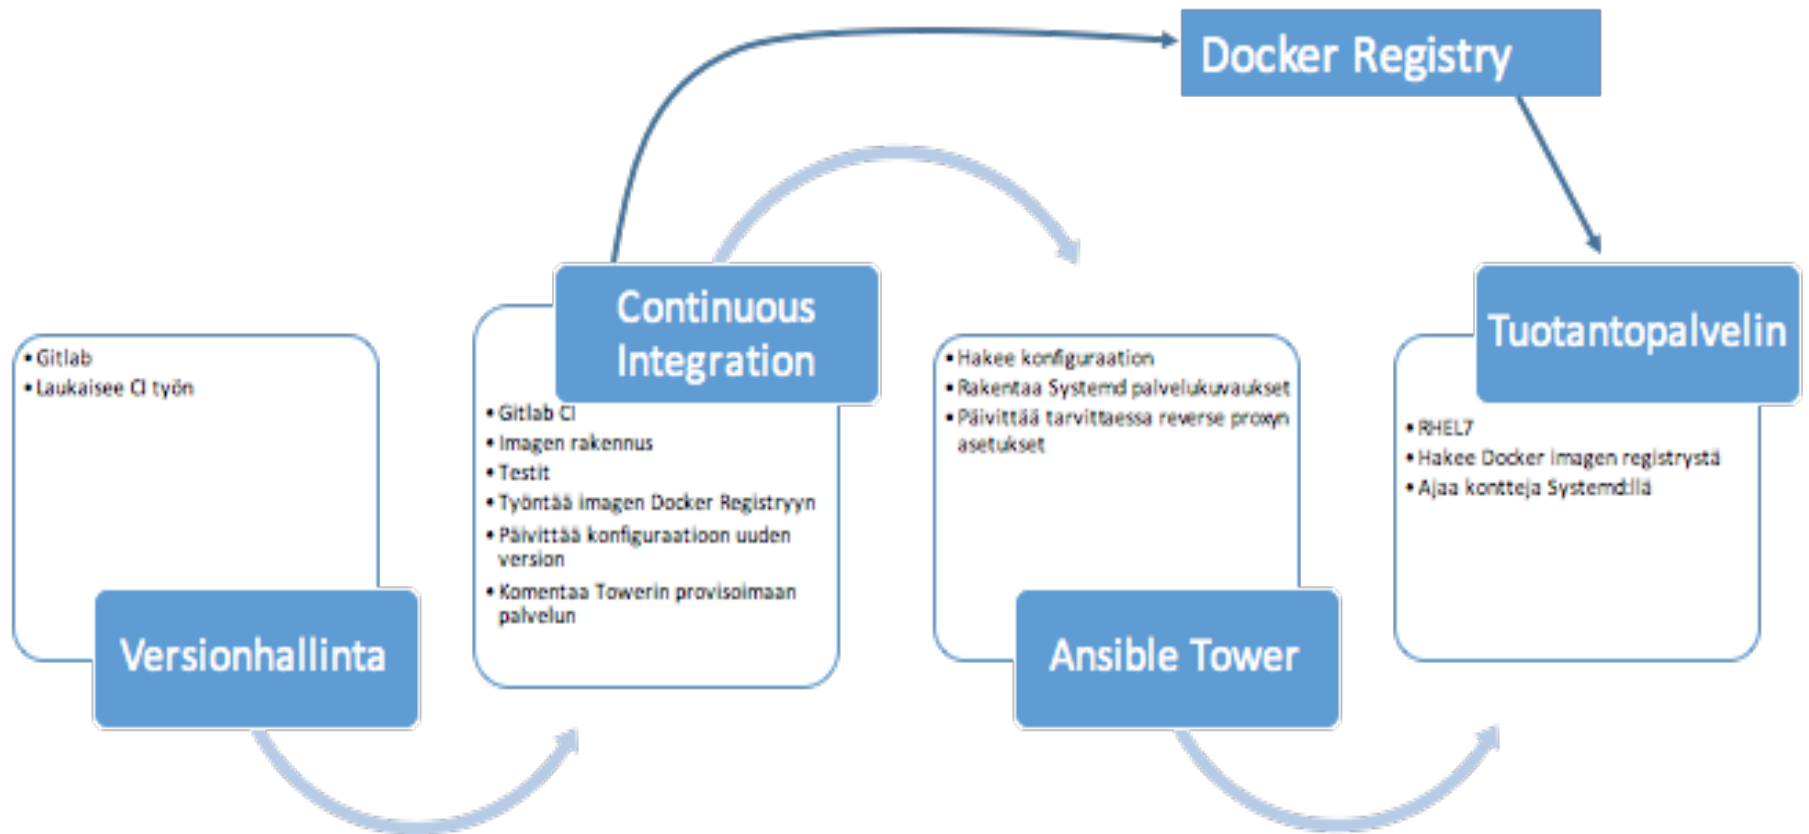 Docker Registry
• Gitlab
• Laukaisee CI työn
Versionhallinta
Continuous
Integration
• Gitlab CI
• Imagen rakennus
• Testit
• Työntää imagen Docker Registryyn
• Päivittää konfiguraatioon uuden
version
• Komentaa Towerin provisoimaan
palvelun
• Hakee konfiguraation
• Rakentaa Systemd palvelukuvaukset
• Päivittää tarvittaessa reverse proxyn
asetukset
Ansible Tower
Tuotantopalvelin
• RHEL7
• Hakee Docker imagen registrystä
• Ajaa kontteja Systemd:llä